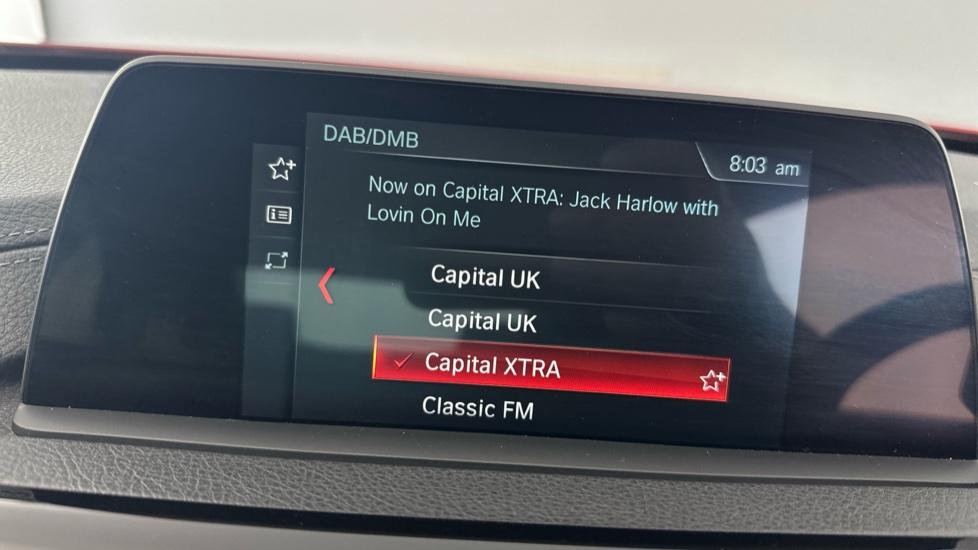 DAB/DMB
8:03 am
Now on Capital XTRA: Jack Harlow with
Lovin On Me
Capital UK
Capital UK
Capital XTRA
Classic FM